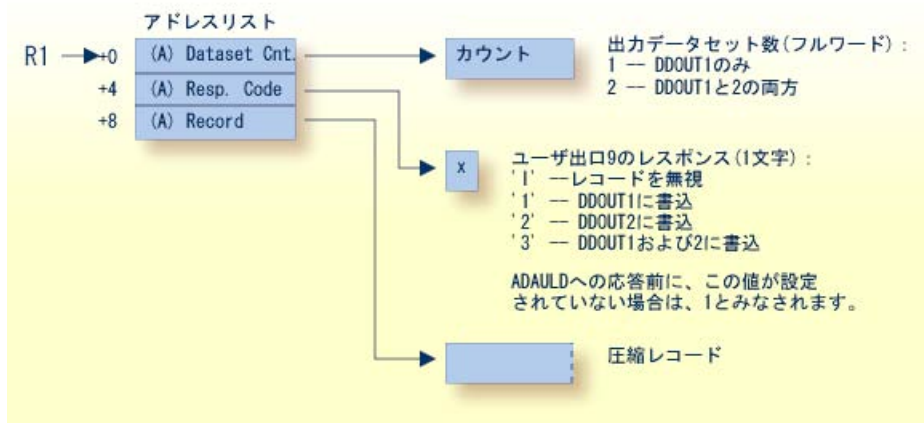 アドレスリスト
R1
+0 (A) Dataset Cnt.
+4 (A) Resp. Code
+8 (A) Record
カウント
出力データセット数(フルワード):
1 -- DDOUT1のみ
2 -- DDOUT1と2の両方
x
ユーザ出口9のレスポンス(1文字):
'I' --レコードを無視
'1' -- DDOUT1に書込
'2' -- DDOUT2に書込
'3' -- DDOUT1および2に書込
ADAULDへの応答前に、この値が設定
されていない場合は、1とみなされます。
圧縮レコード